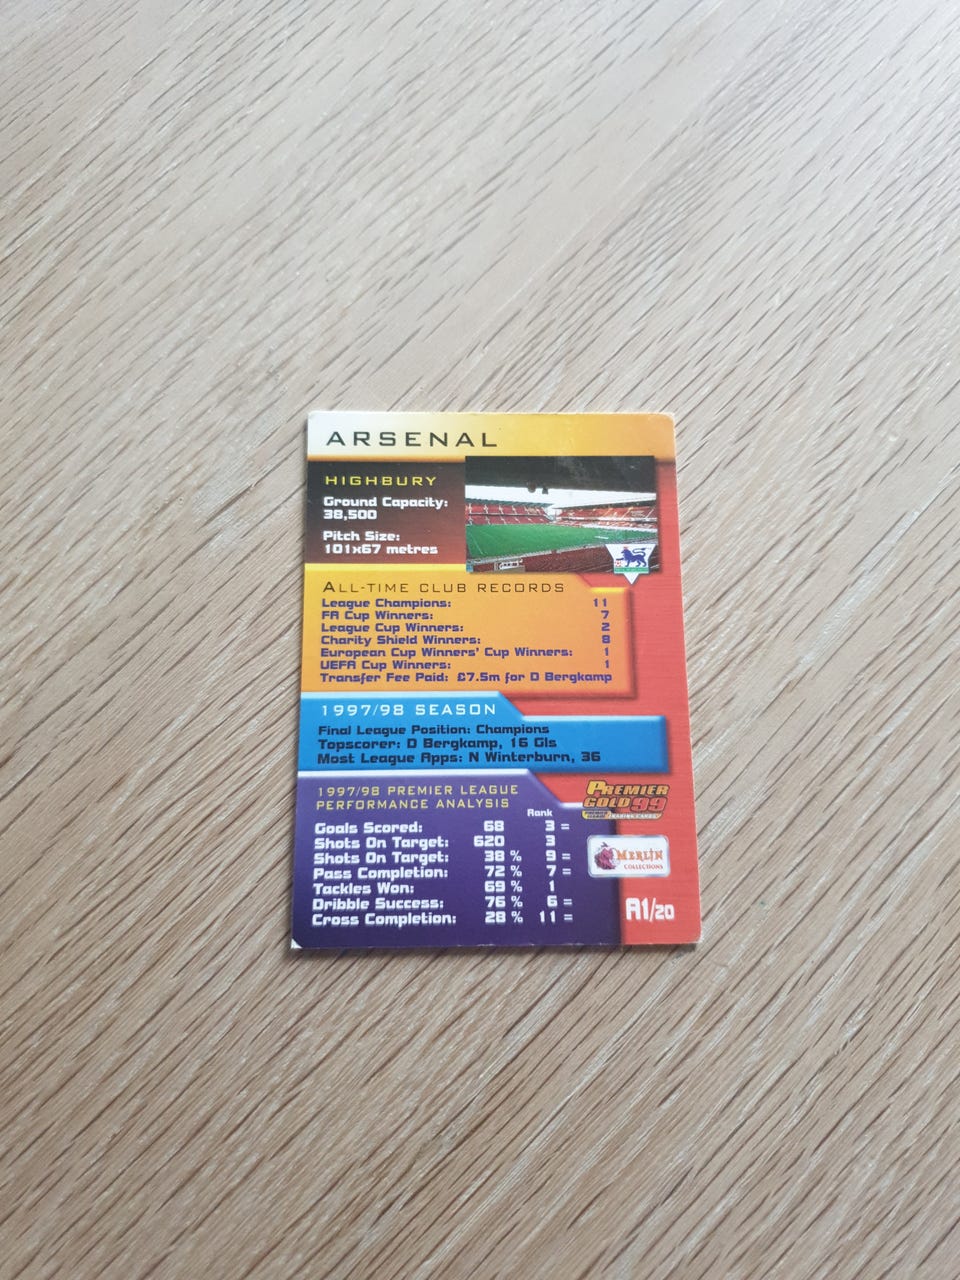 ARSENAL
HIGHBURY
Ground Capacity:
38,500
Pitch Size:
101x67 metres
ALL-TIME CLUB RECORDS
League Champions: 11
FA Cup Winners: 7
League Cup Winners: 2
Charity Shield Winners: 8
European Cup Winners' Cup Winners: 1
UEFA Cup Winners: 1
Transfer Fee Paid: £7.5m for D Bergkamp
1997/98 SEASON
Final League Position: Champions
Topscorer: D Bergkamp, 16 Gls
Most League Apps: N Winterburn, 36
1997/98 PREMIER LEAGUE
PERFORMANCE ANALYSIS
Rank
Goals Scored: 68 3 =
Shots On Target: 620 3
Shots On Target: 38 % 9 =
Pass Completion: 72 % 7 =
Tackles Won: 69 % 1
Dribble Success: 76 % 6 =
Cross Completion: 28 % 11 =
PREMIER
GOLD 99
MERLIN
COLLECTIONS
A1/20